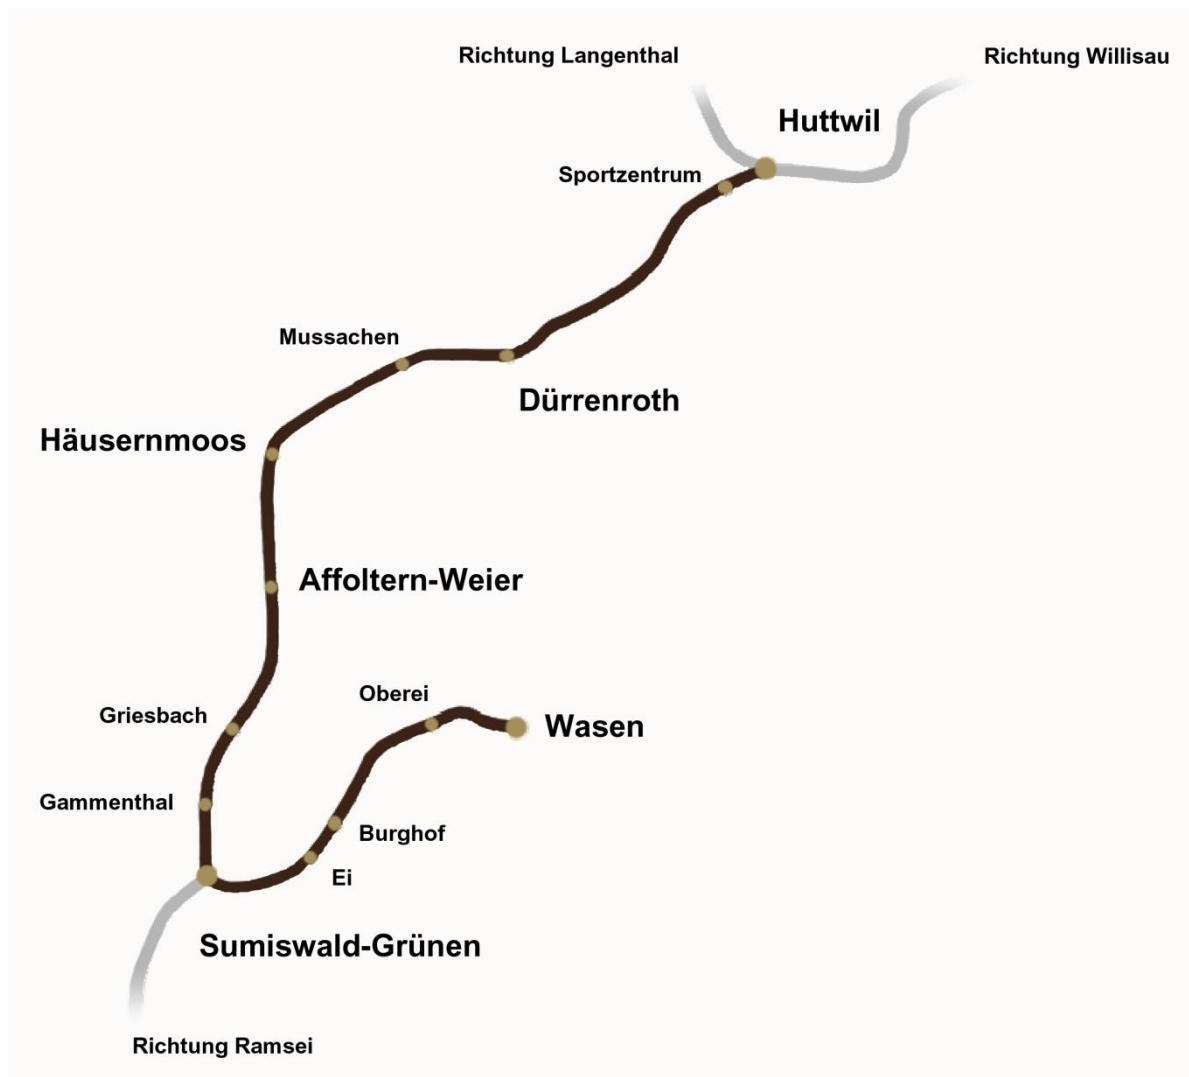 Richtung Langenthal
Richtung Willisau
Huttwil
Sportzentrum
Mussachen
Dürrenroth
Häusernmoos
Affoltern-Weier
Oberei
Griesbach
Wasen
Gammenthal
Burghof
Ei
Sumiswald-Grünen
Richtung Ramsei